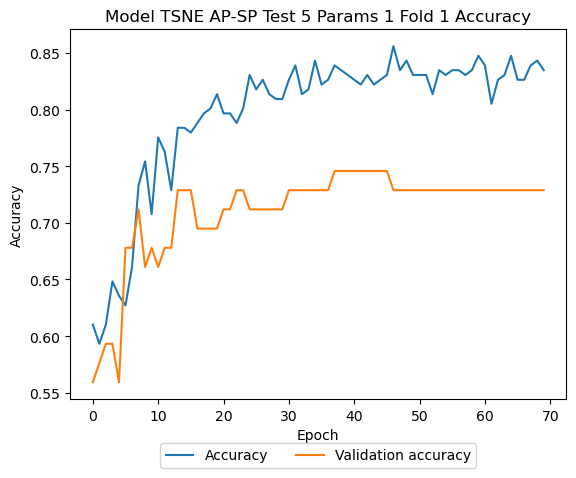 Model TSNE AP-SP Test 5 Params 1 Fold 1 Accuracy
0.85
0.80
0.75
0.70
0.65
0.60
0.55
Accuracy
0 10 20 30 40 50 60 70
Epoch
Accuracy Validation accuracy